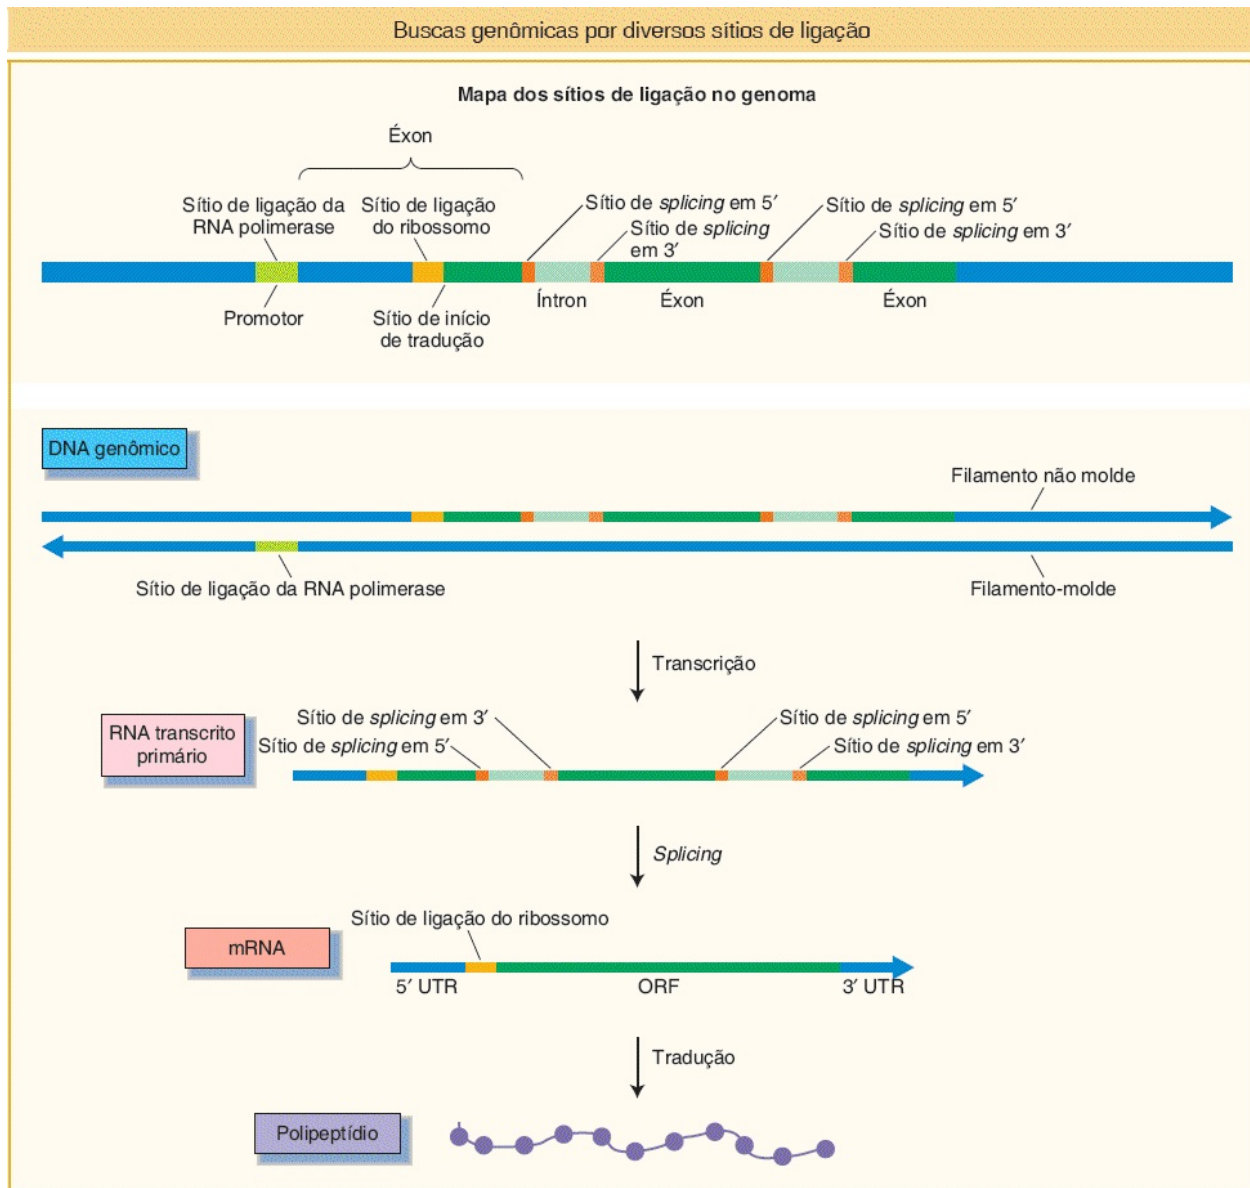 Buscas genômicas por diversos sítios de ligação
Mapa dos sítios de ligação no genoma
Éxon
Sítio de ligação da
RNA polimerase
Sítio de ligação
do ribossomo
Sítio de splicing em 5′
Sítio de splicing
em 3′
Sítio de splicing em 5′
Sítio de splicing em 3′
Promotor
Sítio de início
de tradução
Íntron
Éxon
Éxon
DNA genômico
Filamento não molde
Sítio de ligação da RNA polimerase
Filamento-molde
Transcrição
RNA transcrito
primário
Sítio de splicing em 3′
Sítio de splicing em 5′
Sítio de splicing em 5′
Sítio de splicing em 3′
Splicing
Sítio de ligação do ribossomo
mRNA
5′ UTR
ORF
3′ UTR
Tradução
Polipeptídio